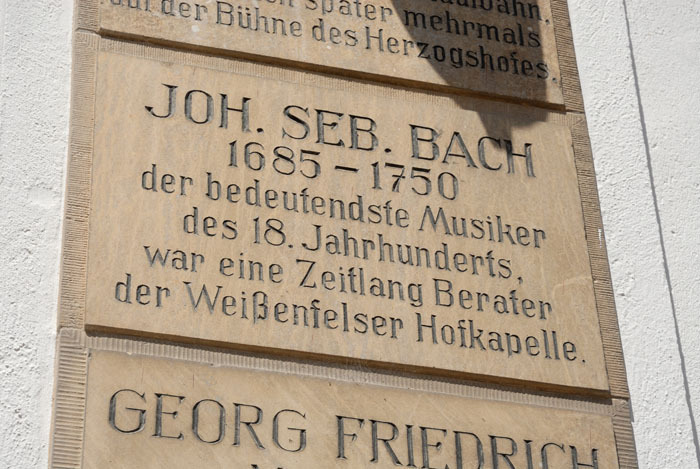 später mehrmals
auf der Bühne des Herzogshofes.
JOH. SEB. BACH
1685 – 1750
der bedeutendste Musiker
des 18. Jahrhunderts,
war eine Zeitlang Berater
der Weißenfelser Hofkapelle.
GEORG FRIEDRICH